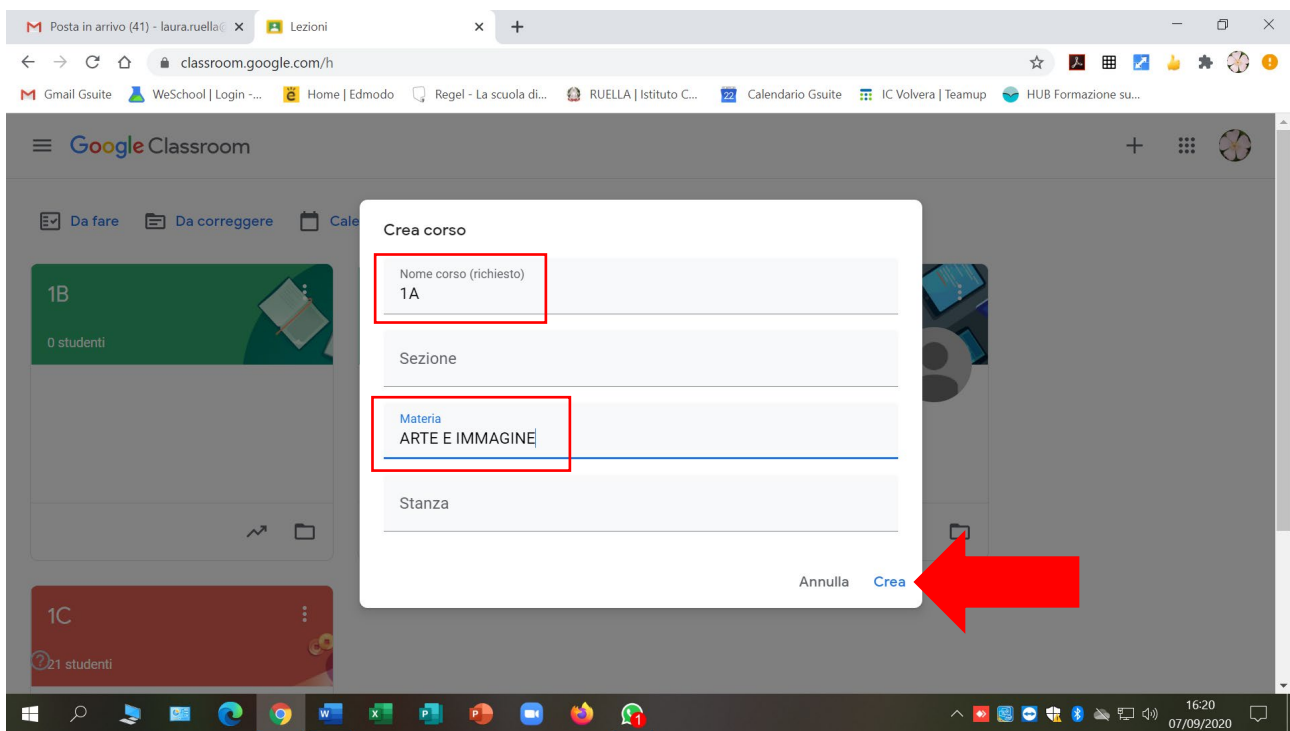 Posta in arrivo (41) - laura.ruella
Lezioni
classroom.google.com/h
Gmail Gsuite
WeSchool | Login -...
Home | Edmodo
Regel - La scuola di...
RUELLA | Istituto C...
22
Calendario Gsuite
IC Volvera | Teamup
HUB Formazione su...
Google Classroom
Da fare
Da correggere
Cale
1B
0 studenti
Crea corso
Nome corso (richiesto)
1A
Sezione
Materia
ARTE E IMMAGINE
Stanza
Annulla
Crea
1C
21 studenti
16:20
07/09/2020